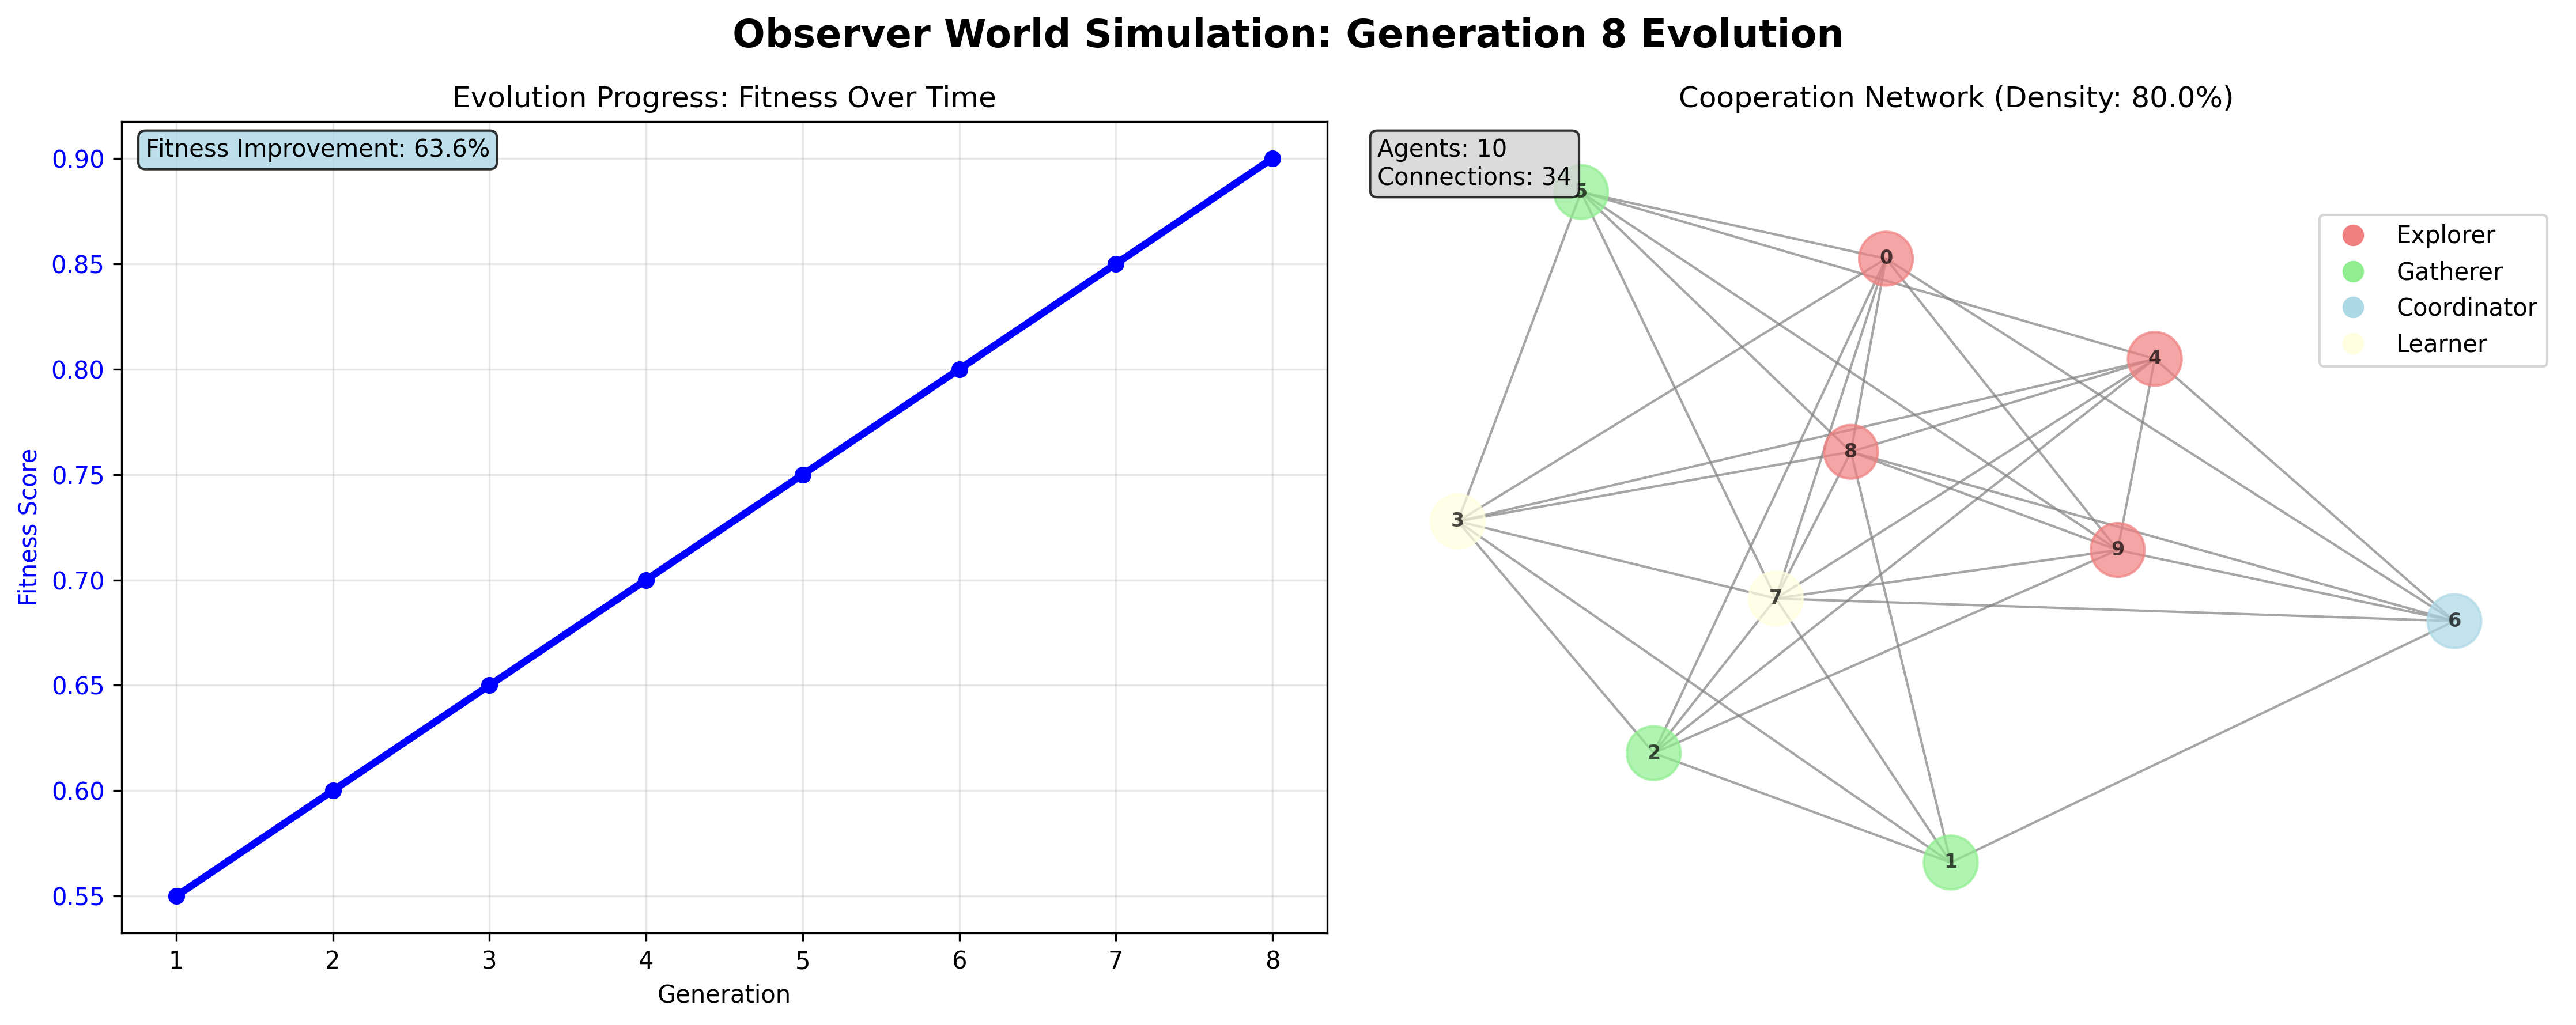 Observer World Simulation: Generation 8 Evolution
Evolution Progress: Fitness Over Time
Fitness Improvement: 63.6%
Fitness Score
0.90
0.85
0.80
0.75
0.70
0.65
0.60
0.55
1 2 3 4 5 6 7 8
Generation
Cooperation Network (Density: 80.0%)
Agents: 10
Connections: 34
5
0
4
8
3
9
7
6
2
1
Explorer
Gatherer
Coordinator
Learner